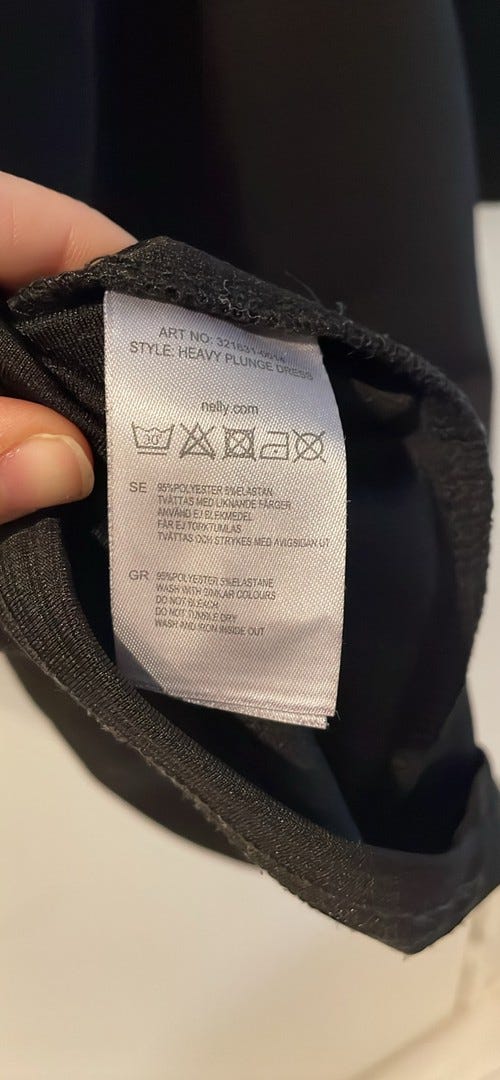 ART NO: 321631-0014
STYLE: HEAVY PLUNGE DRESS
nelly.com
30°
SE 95%POLYESTER 5%ELASTAN
TVÄTTAS MED LIKNANDE FÄRGER
ANVÄND EJ BLEKMEDEL
FÅR EJ TORKTUMLAS
TVÄTTAS OCH STRYKES MED AVIGSIDAN UT
GR 95%POLYESTER 5%ELASTANE
WASH WITH SIMILAR COLOURS
DO NOT BLEACH
DO NOT TUMBLE DRY
WASH AND IRON INSIDE OUT